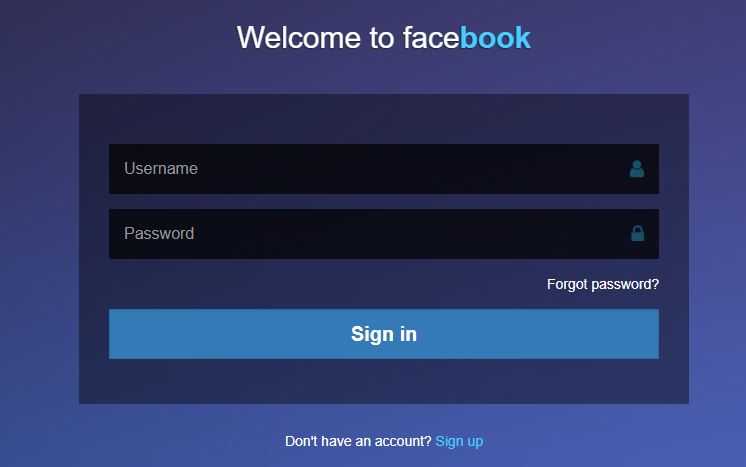 Welcome to facebook
Username
Password
Forgot password?
Sign in
Don't have an account? Sign up